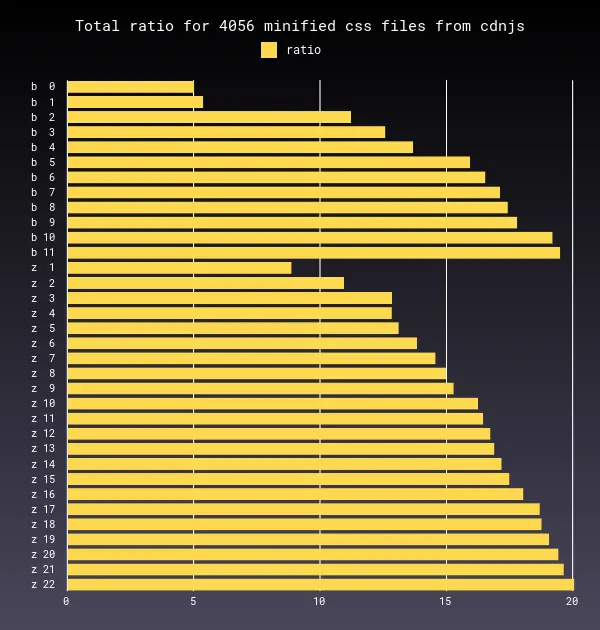 Total ratio for 4056 minified css files from cdnjs
ratio
b 0
b 1
b 2
b 3
b 4
b 5
b 6
b 7
b 8
b 9
b 10
b 11
z 1
z 2
z 3
z 4
z 5
z 6
z 7
z 8
z 9
z 10
z 11
z 12
z 13
z 14
z 15
z 16
z 17
z 18
z 19
z 20
z 21
z 22
0 5 10 15 20